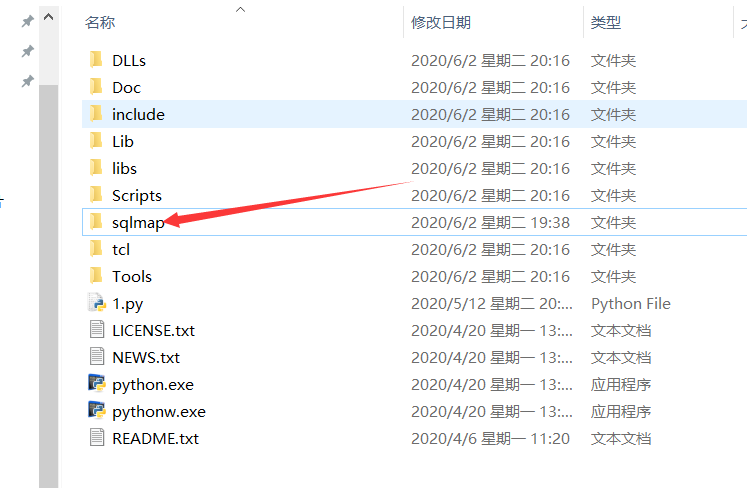 名称 修改日期 类型
DLLs 2020/6/2 星期二 20:16 文件夹
Doc 2020/6/2 星期二 20:16 文件夹
include 2020/6/2 星期二 20:16 文件夹
Lib 2020/6/2 星期二 20:16 文件夹
libs 2020/6/2 星期二 20:16 文件夹
Scripts 2020/6/2 星期二 20:16 文件夹
sqlmap 2020/6/2 星期二 19:38 文件夹
tcl 2020/6/2 星期二 20:16 文件夹
Tools 2020/6/2 星期二 20:16 文件夹
1.py 2020/5/12 星期二 20:... Python File
LICENSE.txt 2020/4/20 星期一 13:... 文本文档
NEWS.txt 2020/4/20 星期一 13:... 文本文档
python.exe 2020/4/20 星期一 13:... 应用程序
pythonw.exe 2020/4/20 星期一 13:... 应用程序
README.txt 2020/4/6 星期一 11:20 文本文档